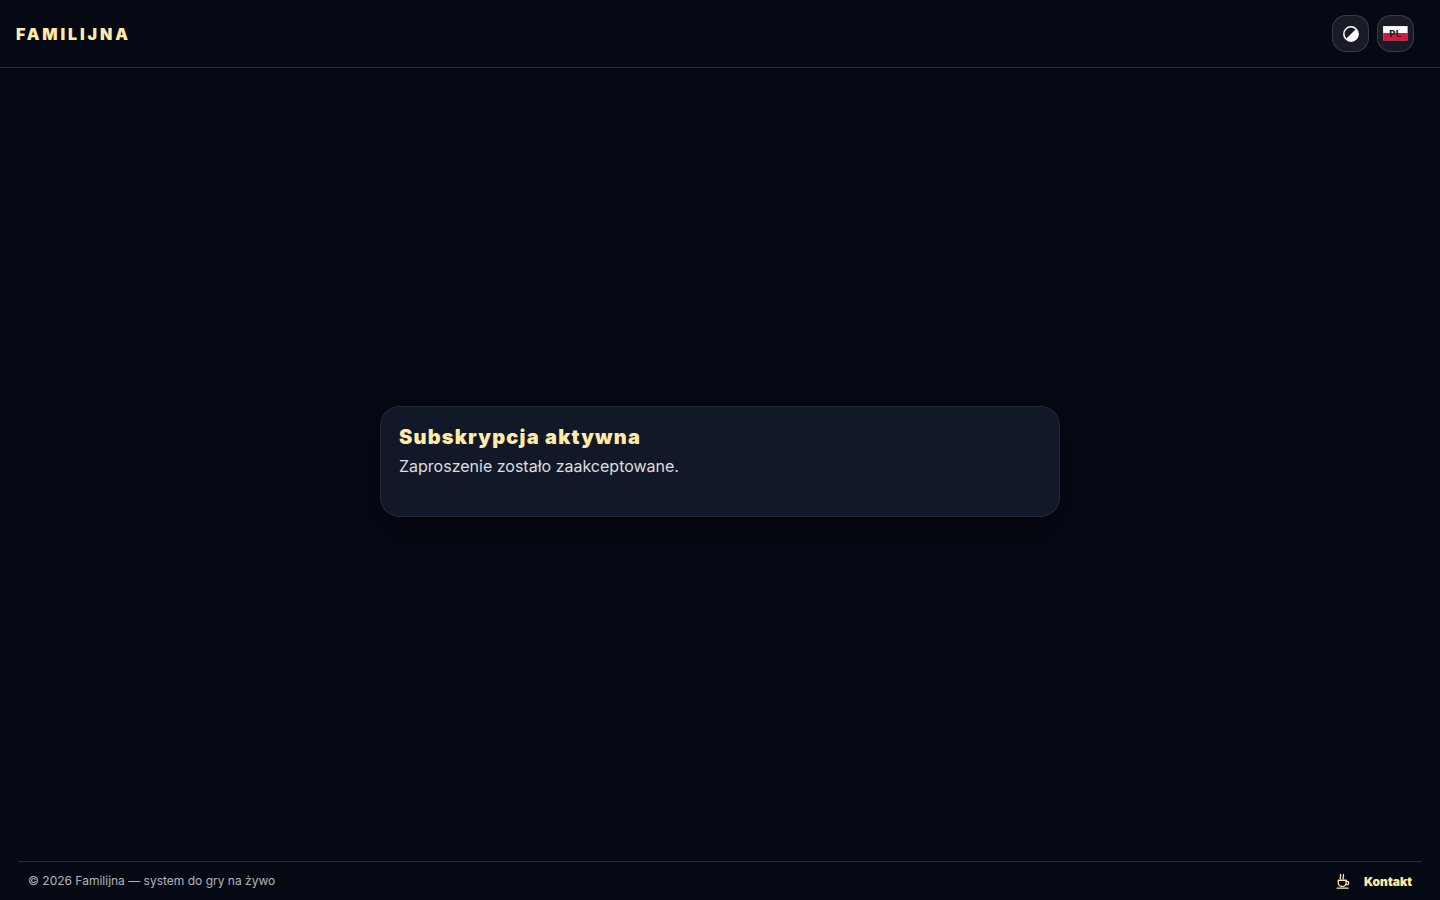 FAMILIJNA
PL
Subskrypcja aktywna
Zaproszenie zostało zaakceptowane.
© 2026 Familijna — system do gry na żywo
Kontakt